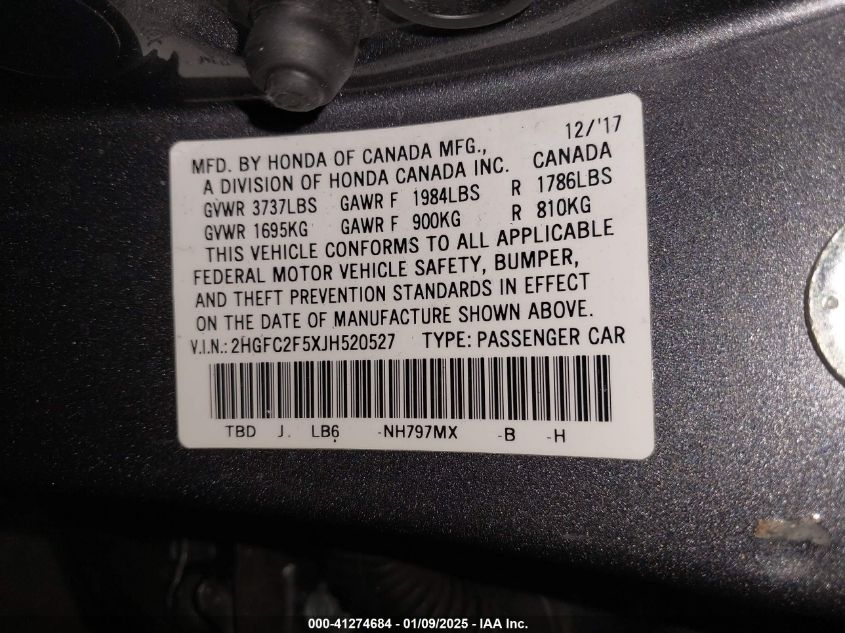 12/'17
MFD. BY HONDA OF CANADA MFG., CANADA
A DIVISION OF HONDA CANADA INC.
GVWR 3737LBS GAWR F 1984LBS R 1786LBS
GVWR 1695KG GAWR F 900KG R 810KG
THIS VEHICLE CONFORMS TO ALL APPLICABLE
FEDERAL MOTOR VEHICLE SAFETY, BUMPER,
AND THEFT PREVENTION STANDARDS IN EFFECT
ON THE DATE OF MANUFACTURE SHOWN ABOVE.
V.I.N.: 2HGFC2F5XJH520527 TYPE: PASSENGER CAR
TBD J. LB6 -NH797MX -B -H
000-41274684 - 01/09/2025 - IAA Inc.